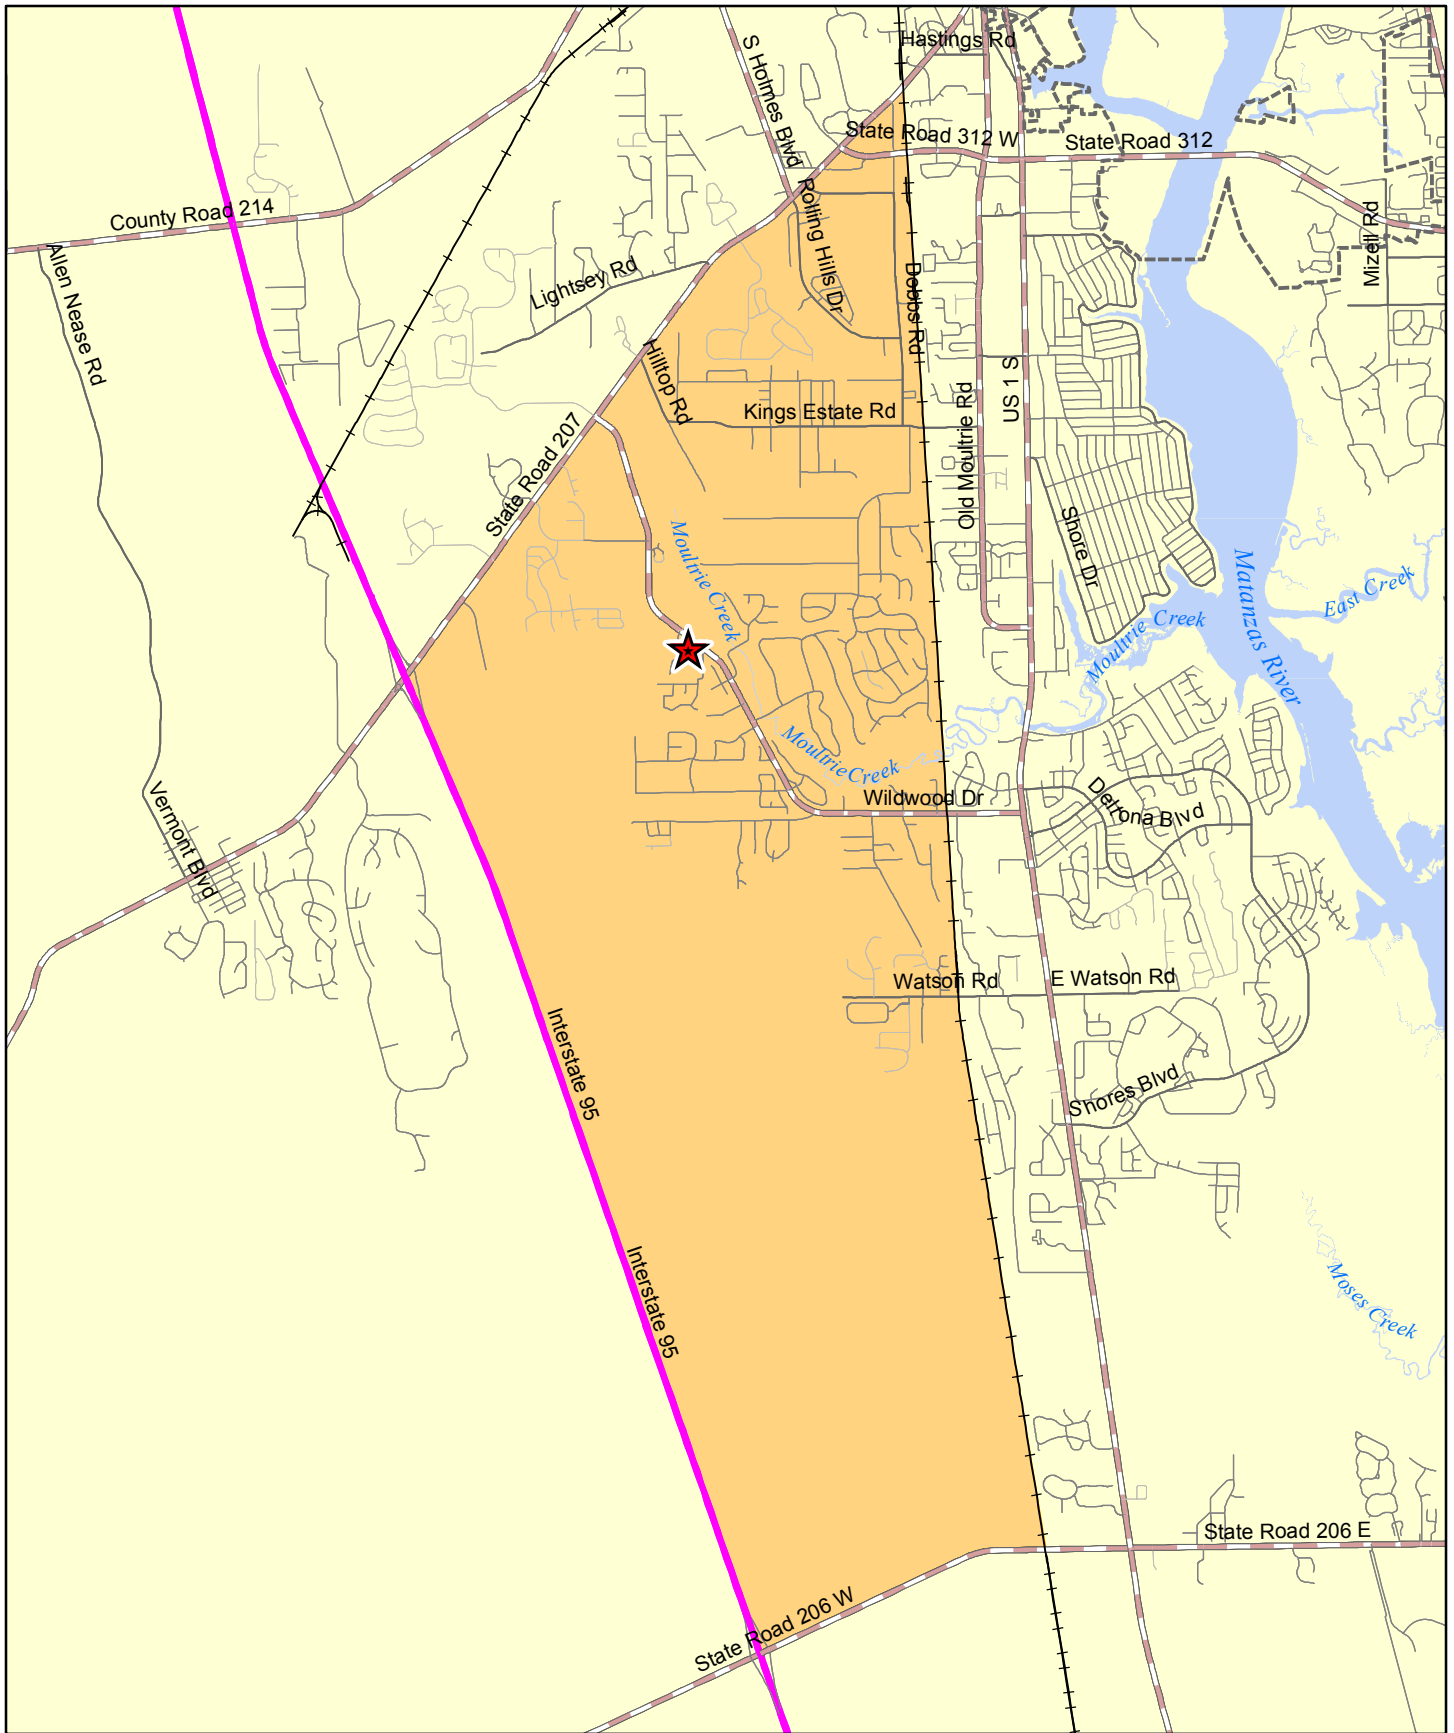 Hastings Rd
S Holmes Blvd
State Road 312 W
State Road 312
County Road 214
Mizell Rd
Rolling Hills Dr
Allen Nease Rd
Lightsey Rd
Dobbs Rd
Hilltop Rd
Kings Estate Rd
US 1 S
Old Moultrie Rd
State Road 207
Shore Dr
Moultrie Creek
Matanzas River
East Creek
Moultrie Creek
Moultrie Creek
Wildwood Dr
Deltona Blvd
Vermont Blvd
Watson Rd
E Watson Rd
Interstate 95
Shores Blvd
Interstate 95
Moses Creek
State Road 206 E
State Road 206 W